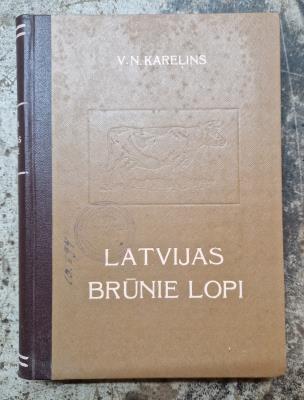 V. N. KARELINS
LATVIJAS
BRŪNIE LOPI